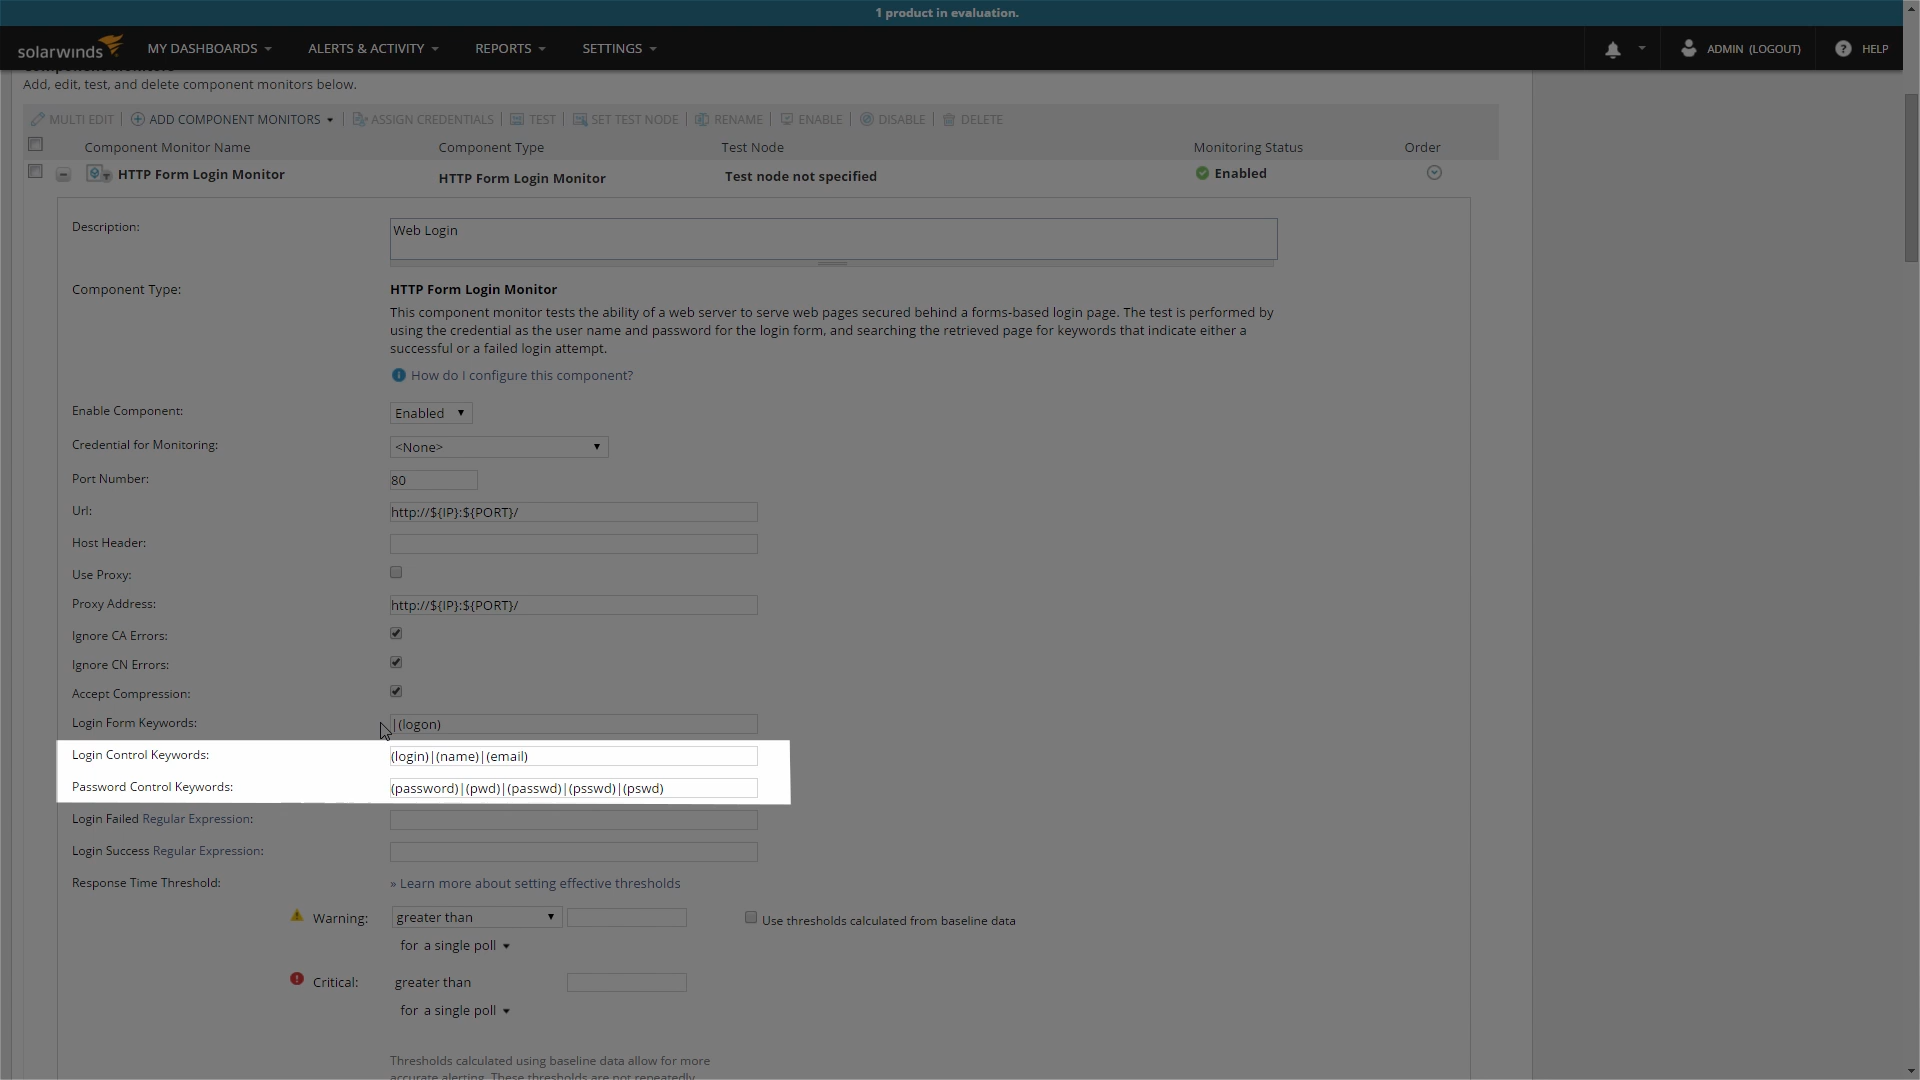 1 product in evaluation.
solarwinds MY DASHBOARDS ALERTS & ACTIVITY REPORTS SETTINGS ADMIN (LOGOUT) ? HELP
Component Monitors
Add, edit, test, and delete component monitors below.
MULTI EDIT | ADD COMPONENT MONITORS | ASSIGN CREDENTIALS | TEST | SET TEST NODE | RENAME | ENABLE | DISABLE | DELETE
Component Monitor Name Component Type Test Node Monitoring Status Order
HTTP Form Login Monitor HTTP Form Login Monitor Test node not specified Enabled
Description: Web Login
Component Type: HTTP Form Login Monitor
This component monitor tests the ability of a web server to serve web pages secured behind a forms-based login page. The test is performed by
using the credential as the user name and password for the login form, and searching the retrieved page for keywords that indicate either a
successful or a failed login attempt.
How do I configure this component?
Enable Component: Enabled
Credential for Monitoring: <None>
Port Number: 80
Url: http://${IP}:${PORT}/
Host Header:
Use Proxy:
Proxy Address: http://${IP}:${PORT}/
Ignore CA Errors:
Ignore CN Errors:
Accept Compression:
Login Form Keywords: |(logon)
Login Control Keywords: (login)|(name)|(email)
Password Control Keywords: (password)|(pwd)|(passwd)|(psswd)|(pswd)
Login Failed Regular Expression:
Login Success Regular Expression:
Response Time Threshold: » Learn more about setting effective thresholds
Warning: greater than Use thresholds calculated from baseline data
for a single poll
Critical: greater than
for a single poll
Thresholds calculated using baseline data allow for more
accurate alerting. These thresholds are not repeatedly